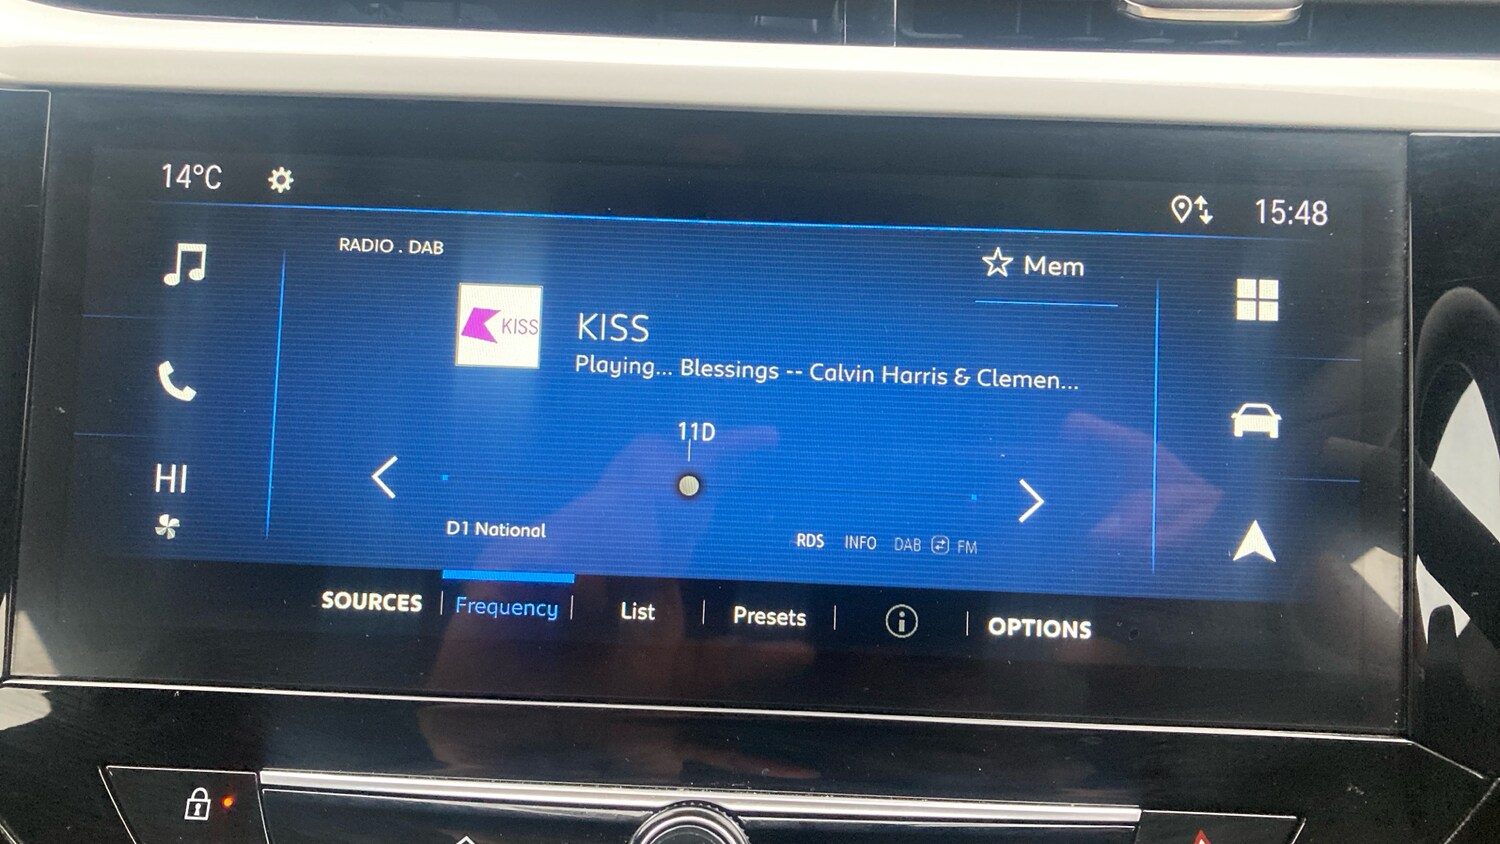 14°C
15:48
RADIO . DAB
Mem
KISS
KISS
Playing... Blessings -- Calvin Harris & Clemen...
11D
HI
D1 National
RDS INFO DAB FM
SOURCES Frequency List Presets OPTIONS